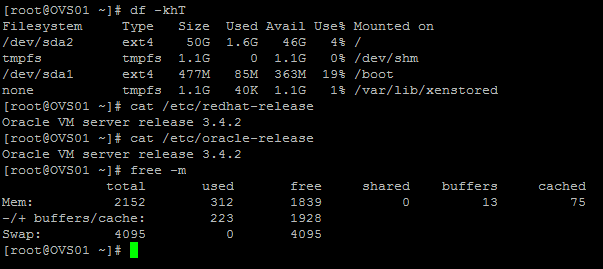 [root@OVS01 ~]# df -khT
Filesystem     Type   Size  Used Avail Use% Mounted on
/dev/sda2      ext4    50G  1.6G   46G   4% /
tmpfs          tmpfs  1.1G     0  1.1G   0% /dev/shm
/dev/sda1      ext4   477M   85M  363M  19% /boot
none           tmpfs  1.1G   40K  1.1G   1% /var/lib/xenstored
[root@OVS01 ~]# cat /etc/redhat-release
Oracle VM server release 3.4.2
[root@OVS01 ~]# cat /etc/oracle-release
Oracle VM server release 3.4.2
[root@OVS01 ~]# free -m
             total       used       free     shared    buffers     cached
Mem:          2152        312       1839          0         13         75
-/+ buffers/cache:        223       1928
Swap:         4095          0       4095
[root@OVS01 ~]#